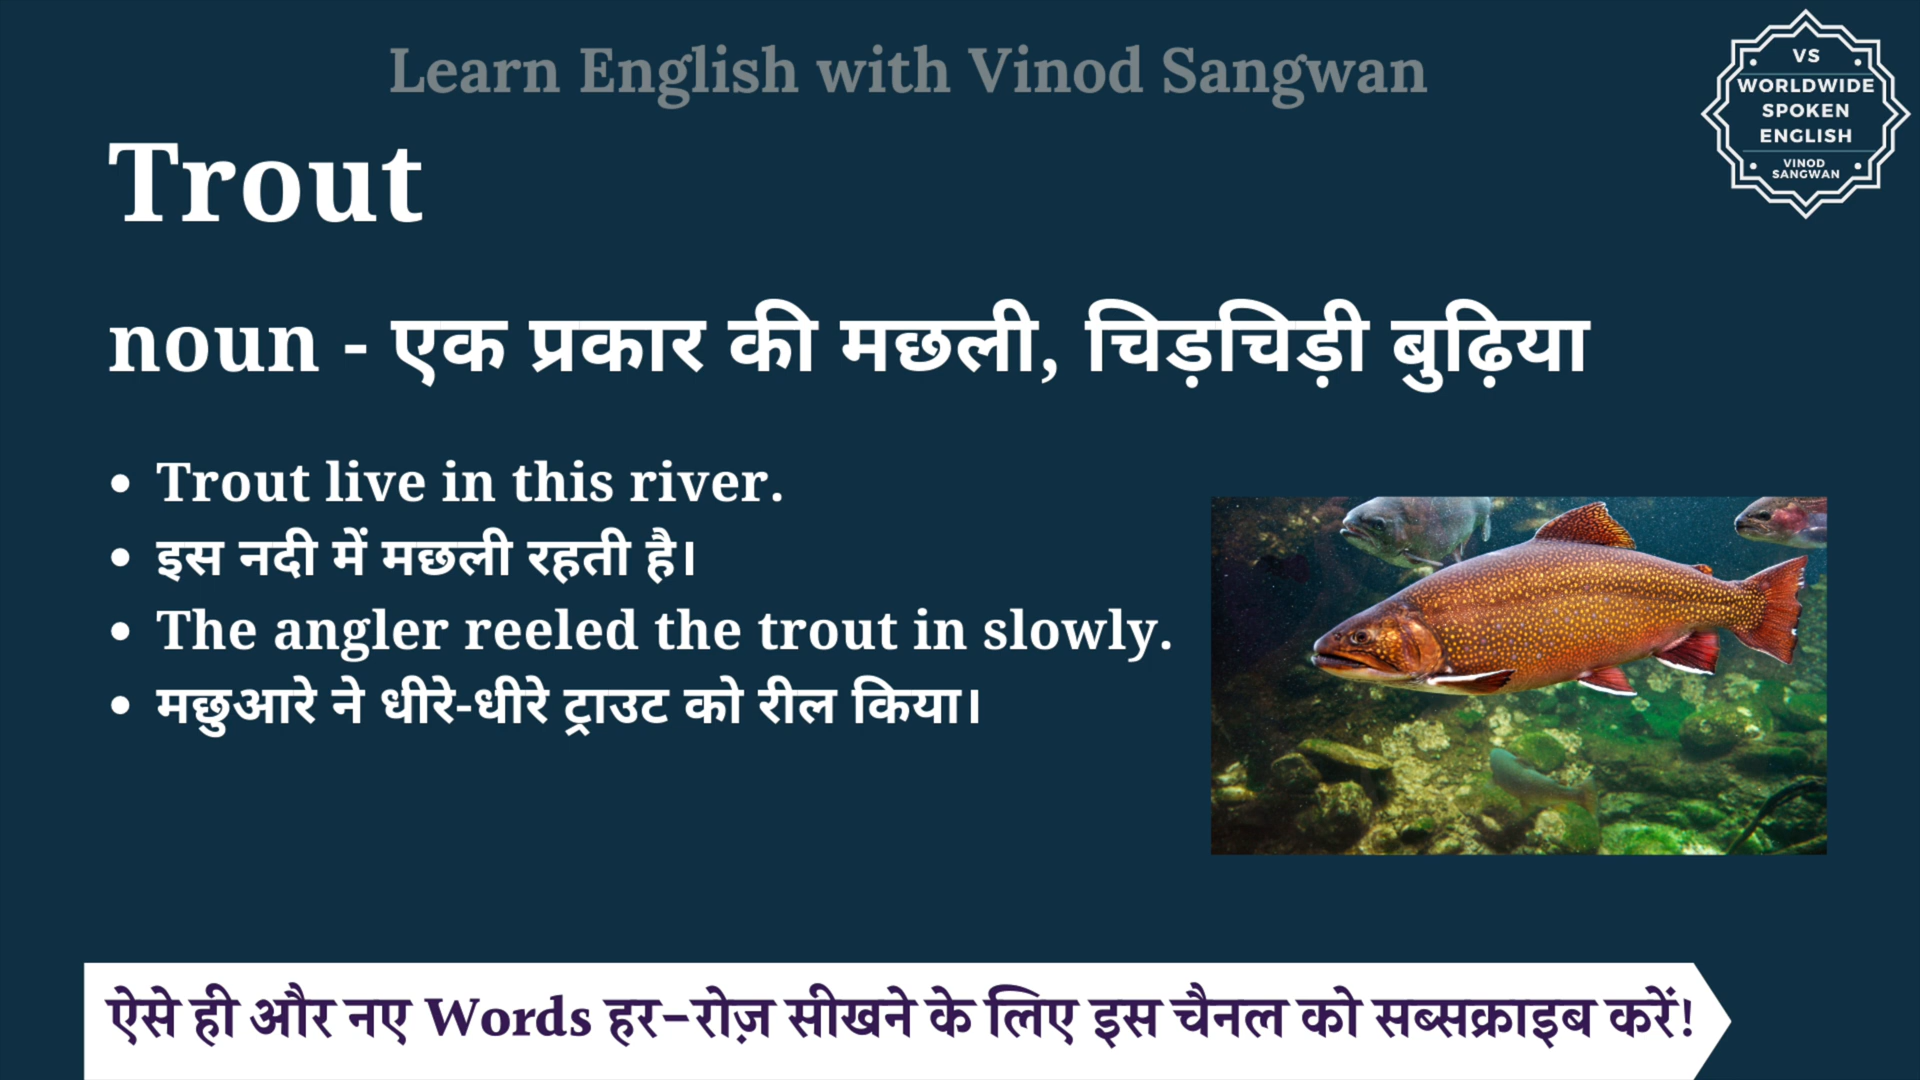 Learn English with Vinod Sangwan
VS
WORLDWIDE
SPOKEN
ENGLISH
VINOD
SANGWAN
Trout
noun - एक प्रकार की मछली, चिड़चिड़ी बुढ़िया
• Trout live in this river.
• इस नदी में मछली रहती है।
• The angler reeled the trout in slowly.
• मछुआरे ने धीरे-धीरे ट्राउट को रील किया।
ऐसे ही और नए Words हर-रोज़ सीखने के लिए इस चैनल को सब्सक्राइब करें!